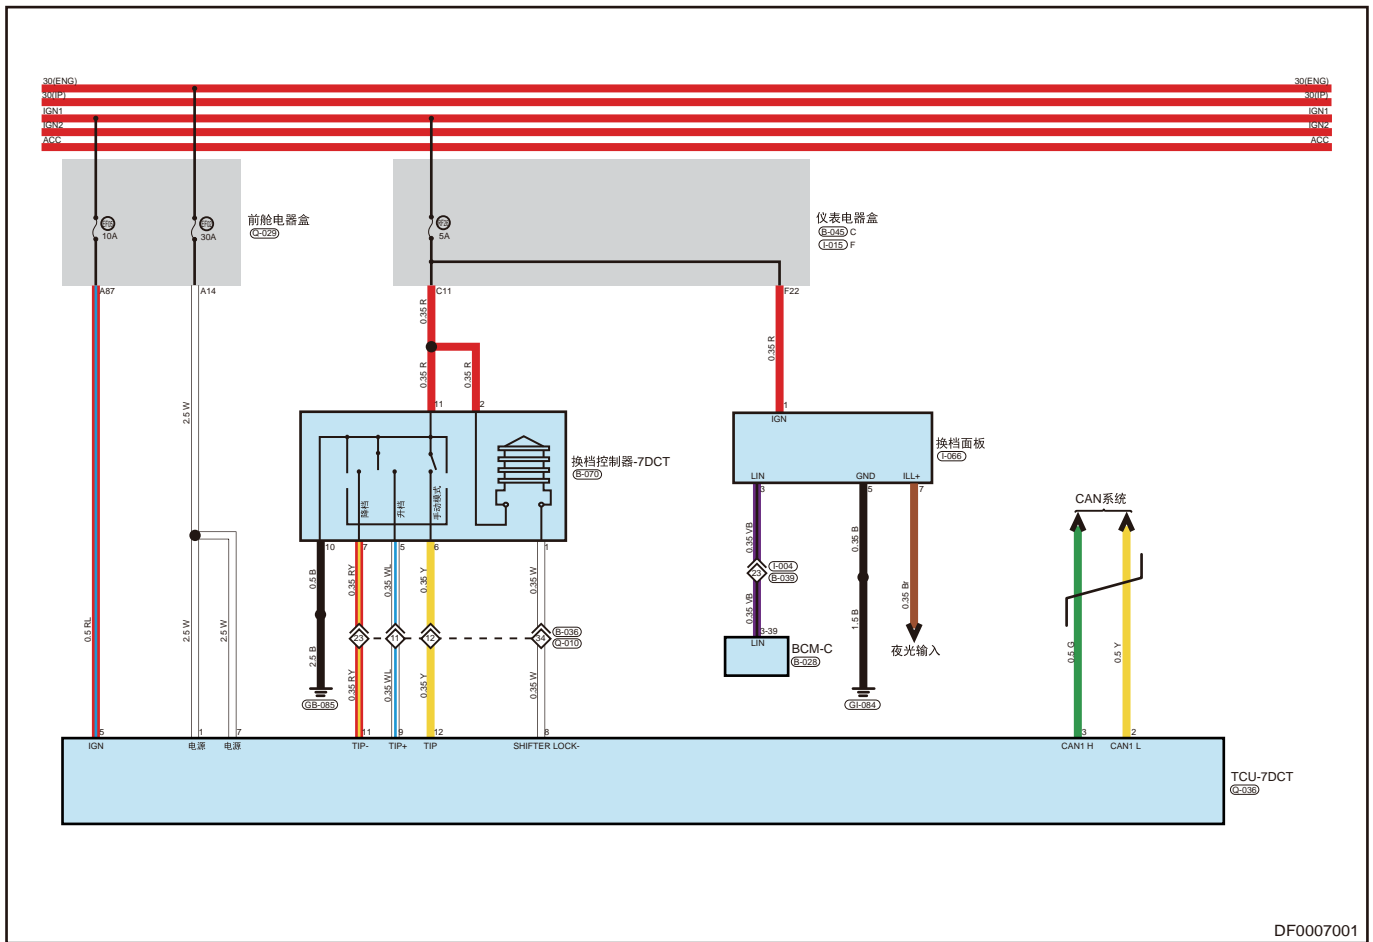 30(ENG) 30(ENG)
30(IP) 30(IP)
IGN1 IGN1
IGN2 IGN2
ACC ACC
前舱电器盒
Q-029
10A
30A
5A
仪表电器盒
B-045 C
I-015 F
A87
A14
C11
F22
0.35 R
0.35 R
0.35 R
0.35 R
2.5 W
11
2
1
IGN
换档控制器-7DCT
B-070
降档
升档
手动模式
换档面板
I-066
LIN
GND
ILL+
3
5
7
CAN系统
10
7
5
6
1
0.5 B
0.35 RY
0.35 WL
0.35 Y
0.35 W
0.35 VB
0.35 B
0.35 Br
23
I-004
B-039
0.5 RL
2.5 W
2.5 W
2.5 B
23
11
12
34
B-036
Q-010
0.35 RY
0.35 WL
0.35 Y
0.35 W
0.35 VB
1.5 B
3-39
LIN
BCM-C
B-028
夜光输入
0.5 G
0.5 Y
GB-085
GI-084
5
1
7
11
9
12
8
3
2
IGN
电源
电源
TIP-
TIP+
TIP
SHIFTER LOCK-
CAN1 H
CAN1 L
TCU-7DCT
Q-036
DF0007001